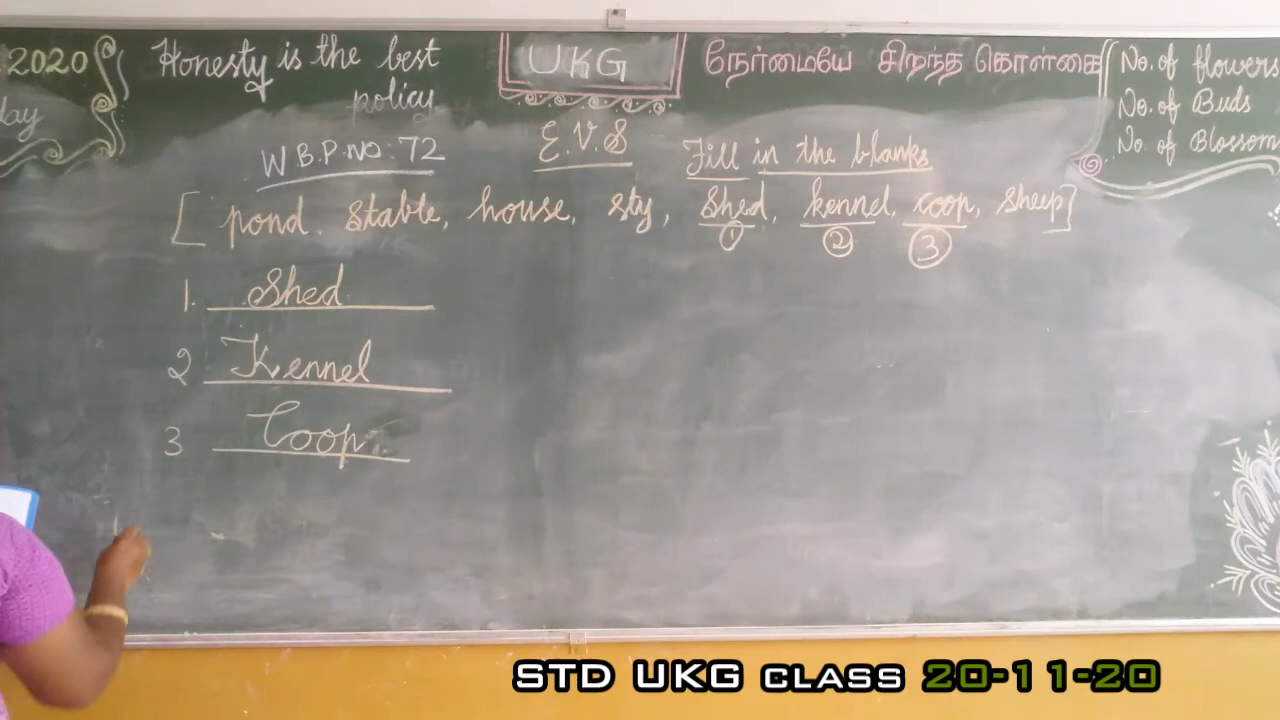 .2020
day
Honesty is the best
policy.
UKG
நேர்மையே சிறந்த கொள்கை
No. of flowers
No. of Buds
No. of Blossom
W.B.P.NO: 72
E.V.S
Fill in the blanks
[ pond. Stable, house, sty, Shed, kennel, coop, sheep]
1 2 3
1. Shed.
2 Kennel
3 Coop.
STD UKG CLASS 20-11-20